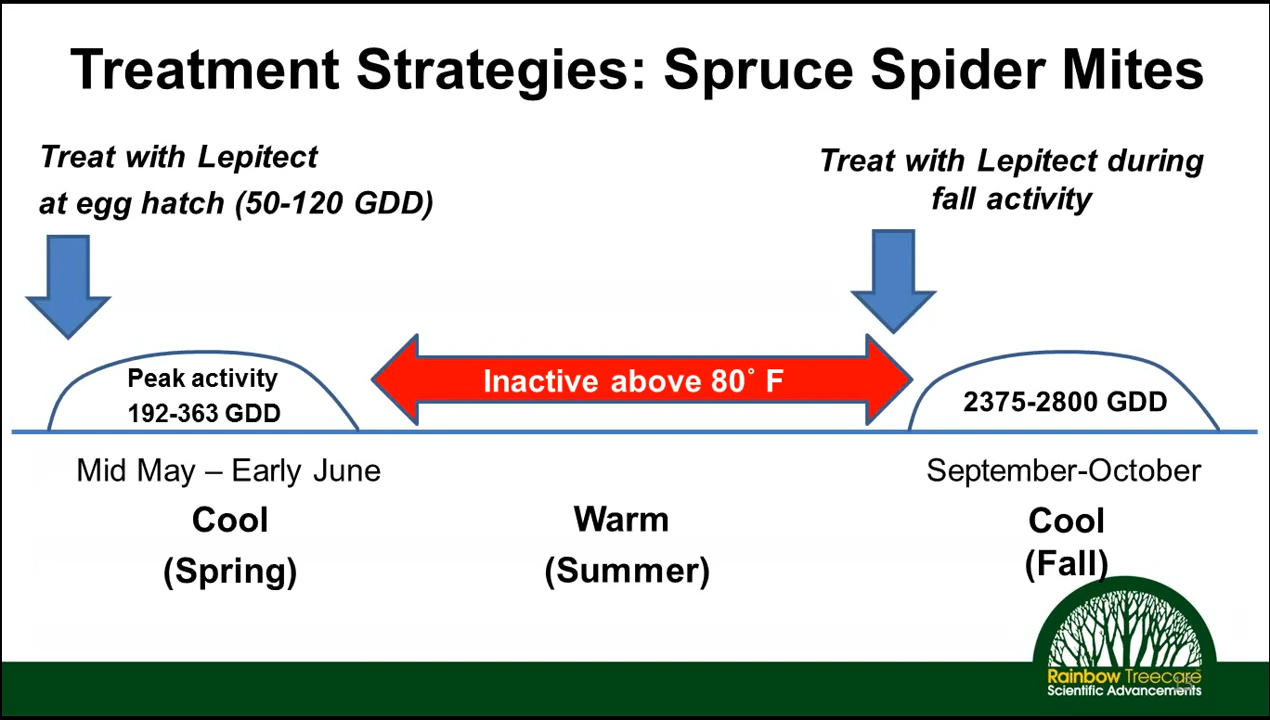 Treatment Strategies: Spruce Spider Mites
Treat with Lepitect
at egg hatch (50-120 GDD)
Treat with Lepitect during
fall activity
Peak activity
192-363 GDD
Inactive above 80˚ F
2375-2800 GDD
Mid May – Early June
September-October
Cool
(Spring)
Warm
(Summer)
Cool
(Fall)
Rainbow Treecare
Scientific Advancements